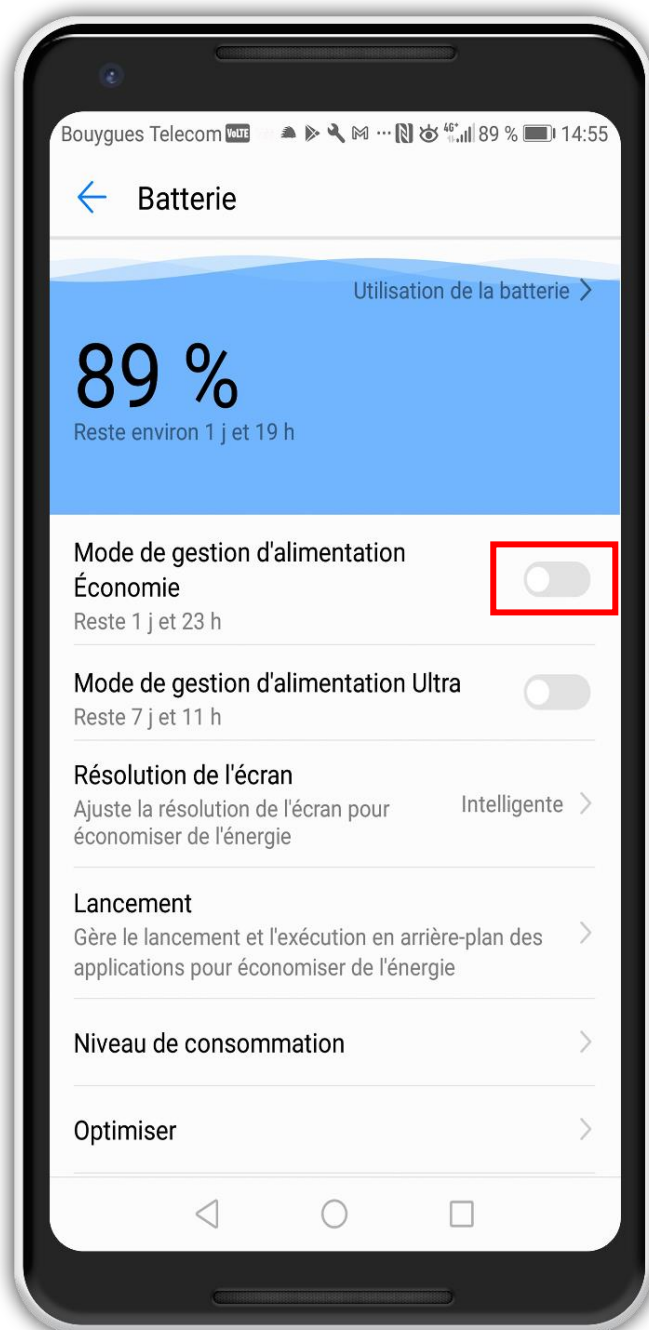 Bouygues Telecom VoLTE 4G+ 89 % 14:55
Batterie
Utilisation de la batterie
89 %
Reste environ 1 j et 19 h
Mode de gestion d'alimentation
Économie
Reste 1 j et 23 h
Mode de gestion d'alimentation Ultra
Reste 7 j et 11 h
Résolution de l'écran
Ajuste la résolution de l'écran pour
économiser de l'énergie
Intelligente
Lancement
Gère le lancement et l'exécution en arrière-plan des
applications pour économiser de l'énergie
Niveau de consommation
Optimiser